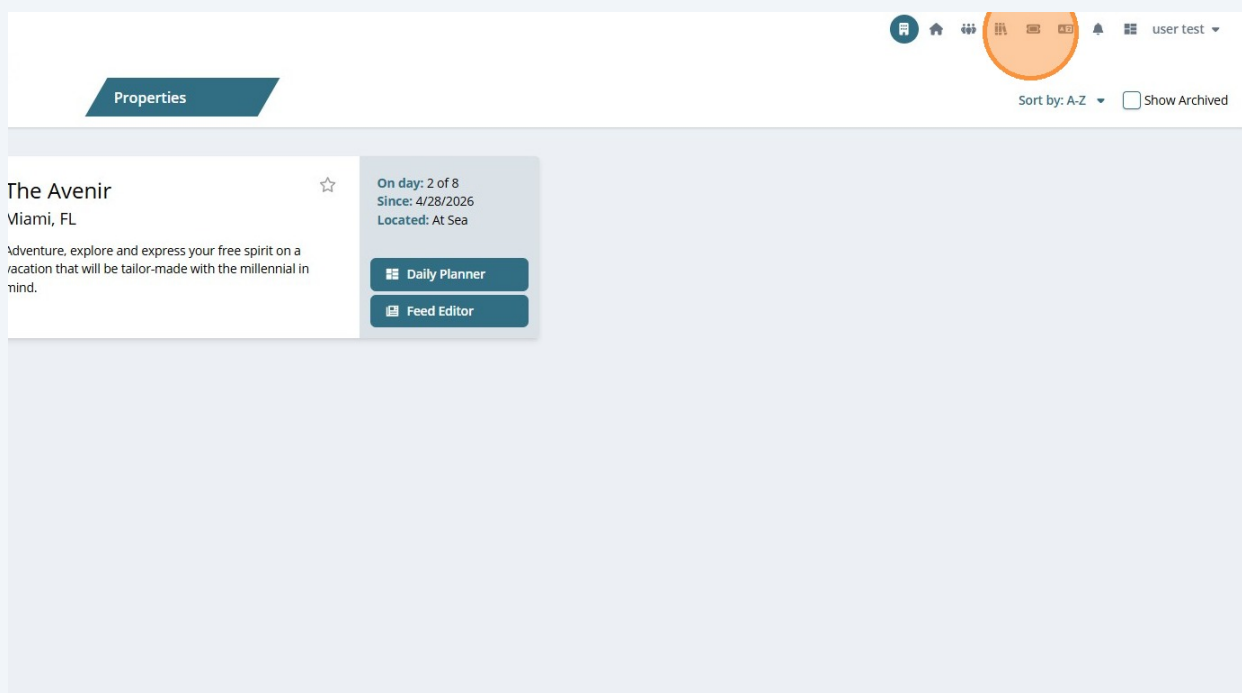 user test
Properties
Sort by: A-Z
Show Archived
The Avenir
Miami, FL
Adventure, explore and express your free spirit on a
vacation that will be tailor-made with the millennial in
mind.
On day: 2 of 8
Since: 4/28/2026
Located: At Sea
Daily Planner
Feed Editor